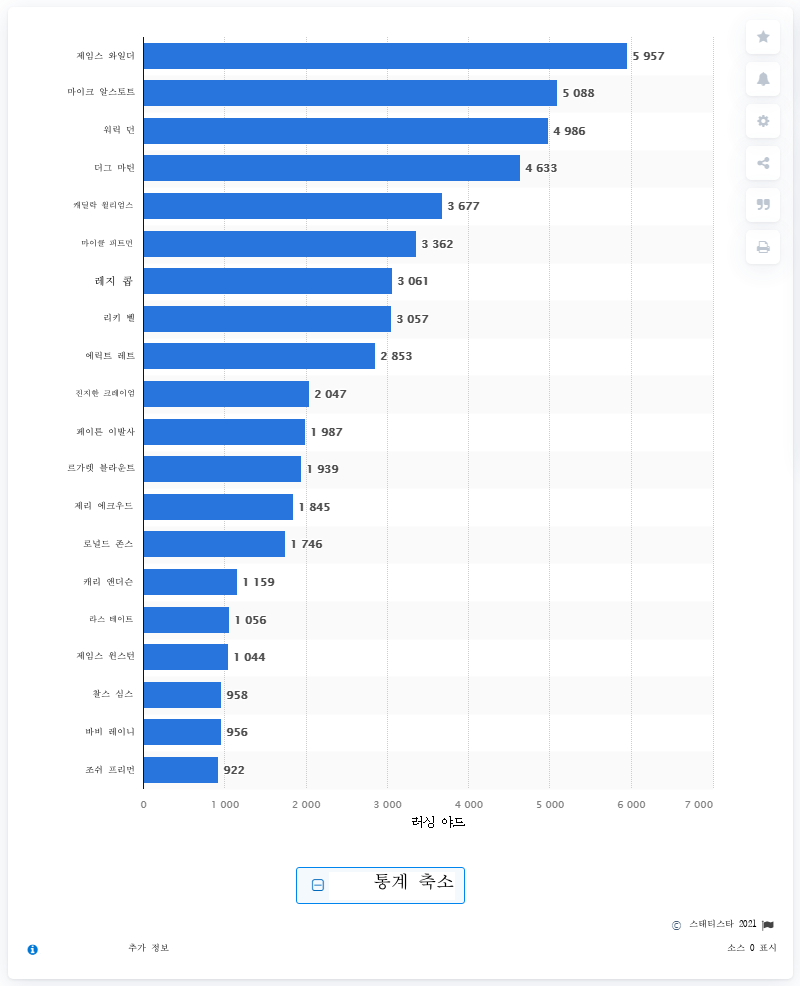 제임스 와일더 5 957
마이크 알스토트 5 088
워릭 던 4 986
더그 마틴 4 633
캐딜락 윌리엄스 3 677
마이클 피트먼 3 362
레지 콥 3 061
리키 벨 3 057
에릭트 레트 2 853
진지한 크레이엄 2 047
페이튼 이발사 1 987
르가렛 블라운트 1 939
제리 에크우드 1 845
로널드 존스 1 746
게리 앤더슨 1 159
라스 테이트 1 056
제임스 윈스턴 1 044
찰스 심스 958
바비 레이니 956
조쉬 프리먼 922
0 1 000 2 000 3 000 4 000 5 000 6 000 7 000
러싱 야드
통계 축소
© 스태티스타 2021
추가 정보 소스 0 표시